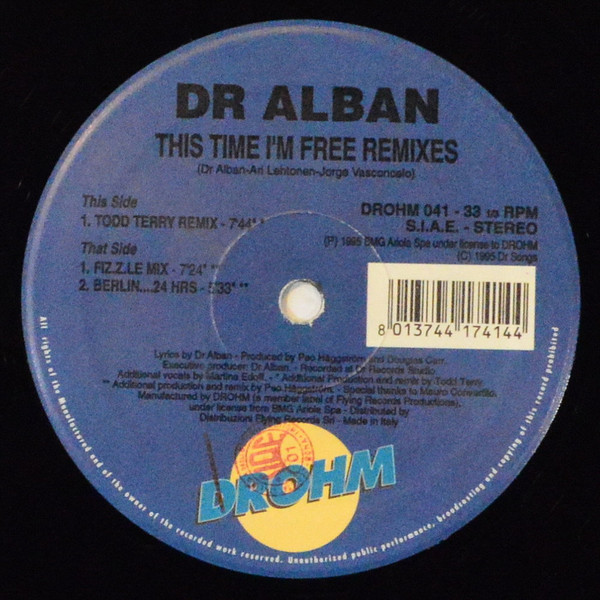 DR ALBAN
THIS TIME I'M FREE REMIXES
(Dr Alban-Ari Lehtonen-Jorge Vasconcelo)
This Side
1. TODD TERRY REMIX - 7'44" *
That Side
1. FIZ.Z.LE MIX - 7'24" **
2. BERLIN....24 HRS - 5'33" **
DROHM 041 - 33 RPM
S.I.A.E. - STEREO
(P) 1995 BMG Ariola Spa under license to DROHM
(C) 1995 Dr Songs
8 013744 174144
Lyrics by Dr Alban - Produced by Pao Häggström and Douglas Carr.
Executive producer: Dr Alban. - Recorded at Dr Records Studio
Additional vocals by Martina Edoff. - * Additional Production and remix by Todd Terry
** Additional production and remix by Pao Häggström. - Special thanks to Mauro
Manufactured by DROHM (a member label of Flying Records Productions).
under license from BMG Ariola Spa - Distributed by
Distribuzioni Flying Records Srl - Made in Italy
DROHM
All rights of the Manufacturer and of the owner of the recorded work reserved. Unauthorized public performance, broadcasting and copying of this record prohibited